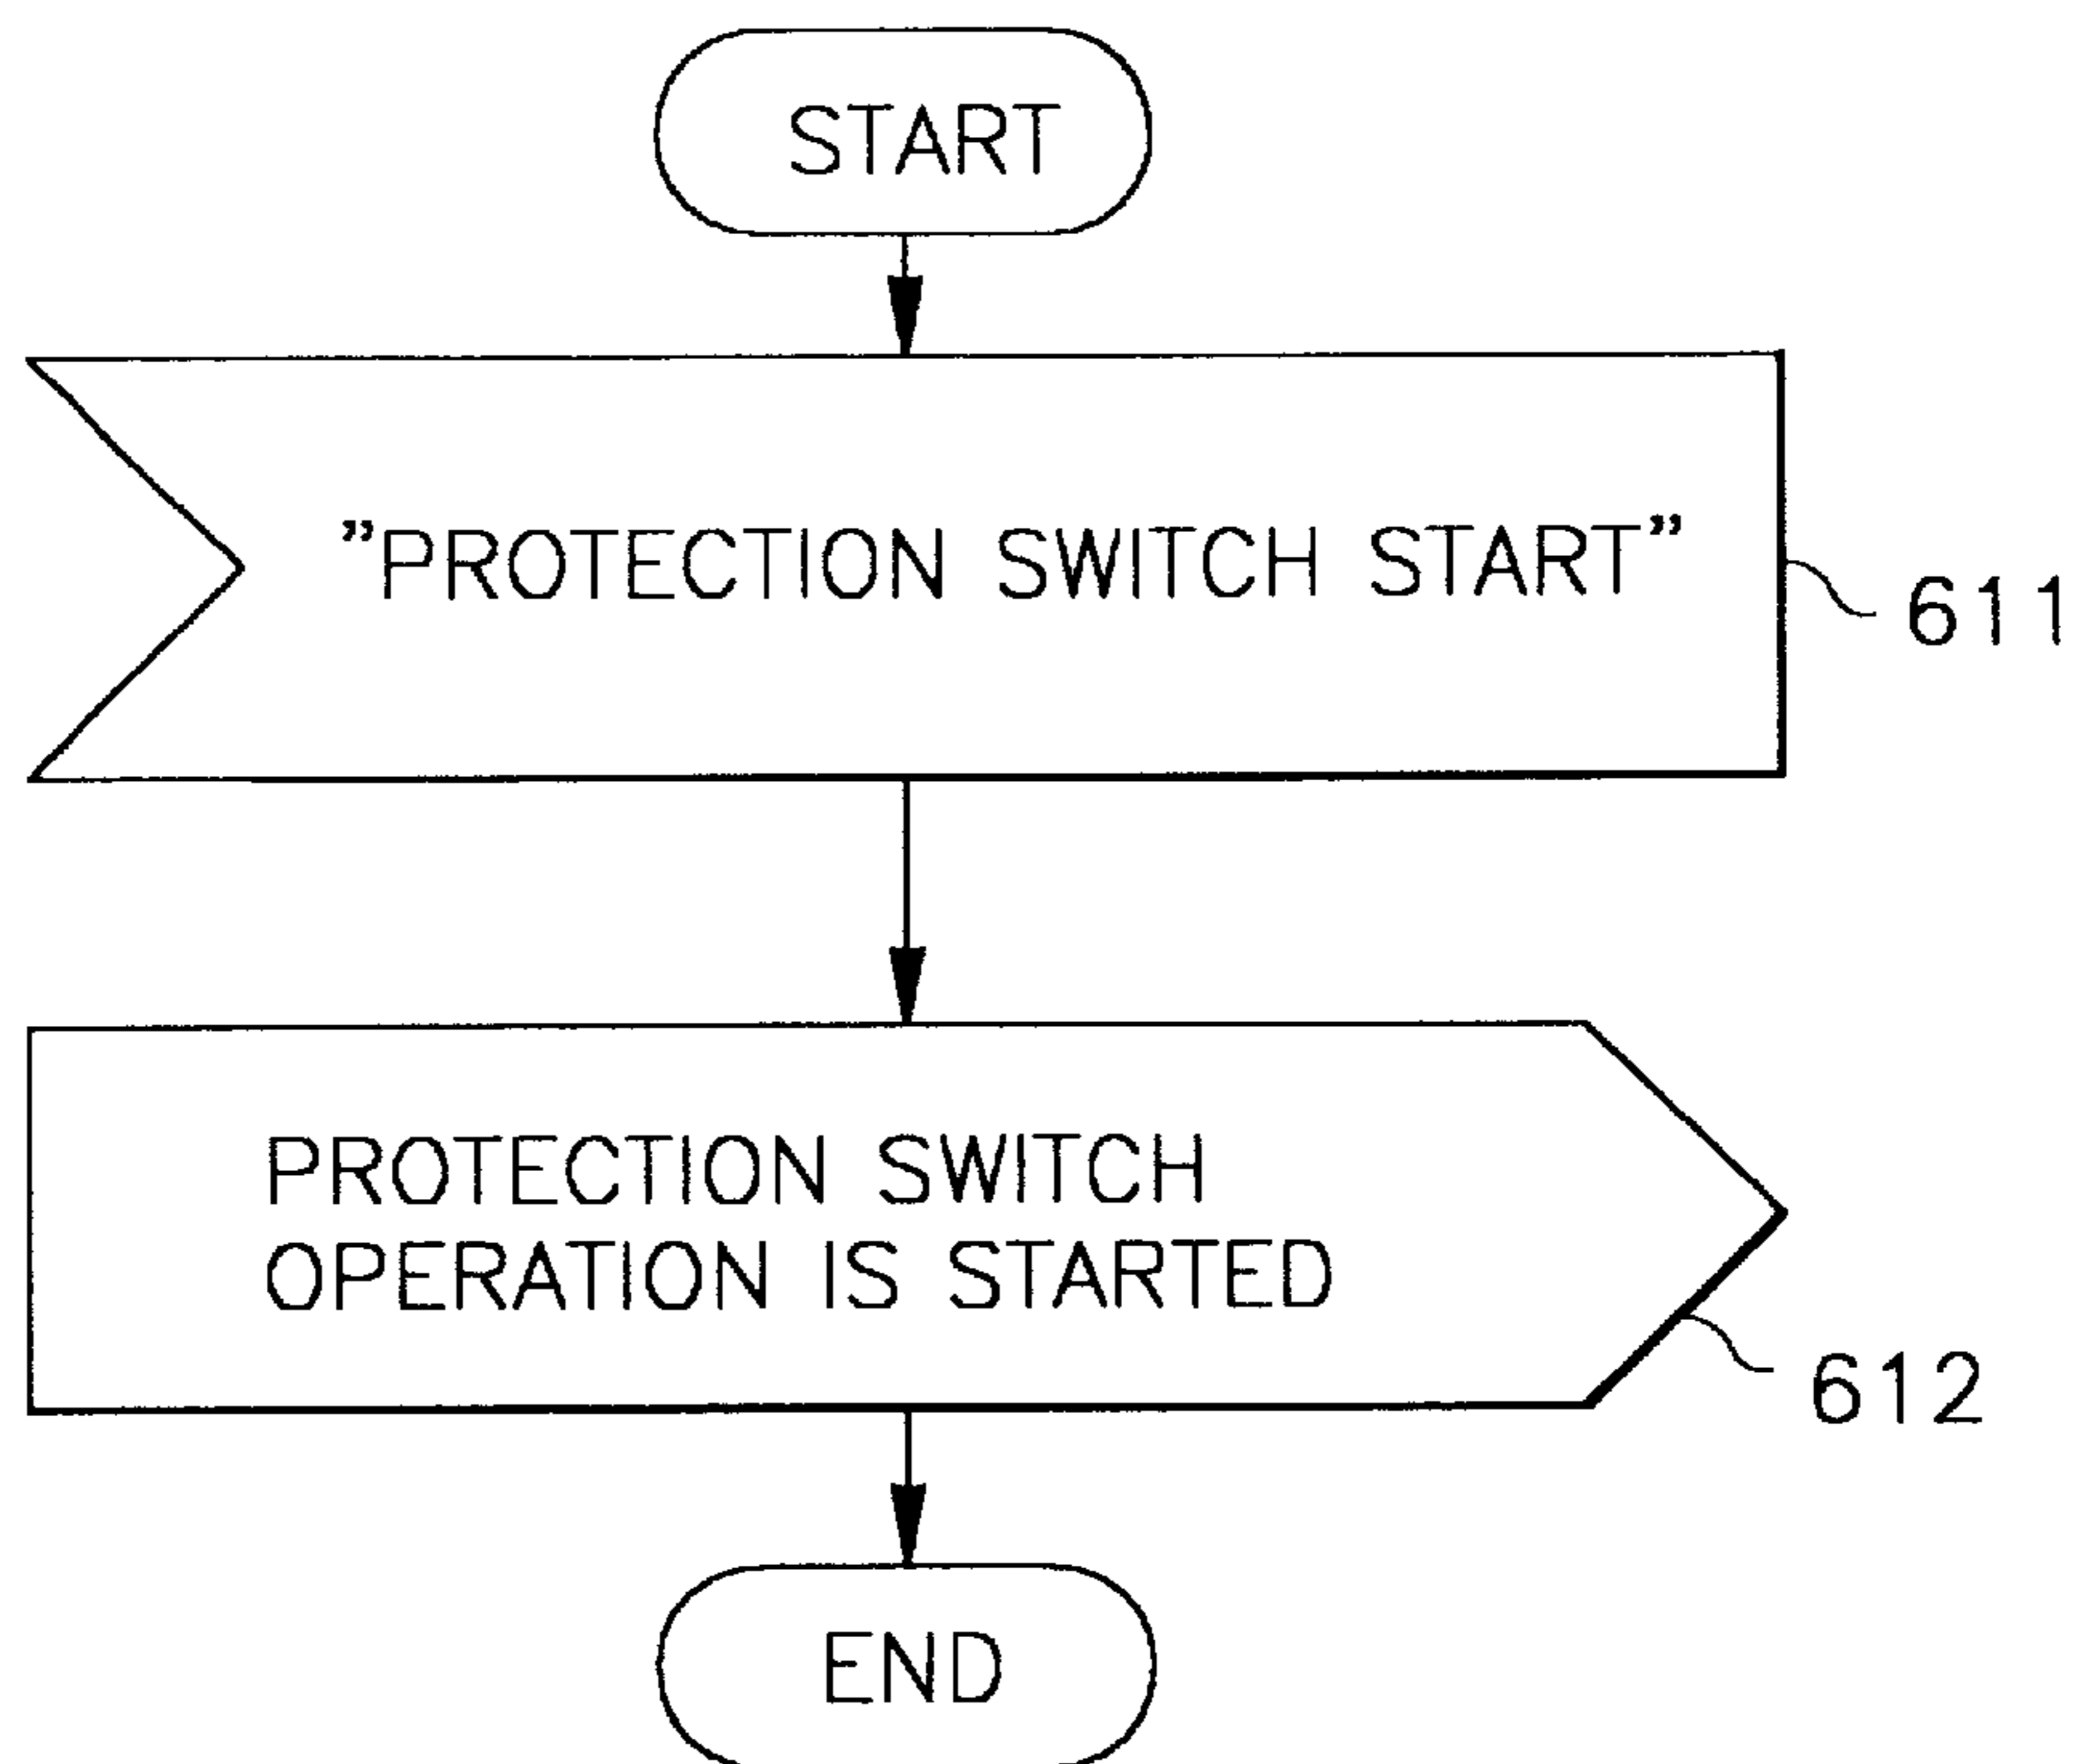 START
"PROTECTION SWITCH START"
611
PROTECTION SWITCH
OPERATION IS STARTED
612
END